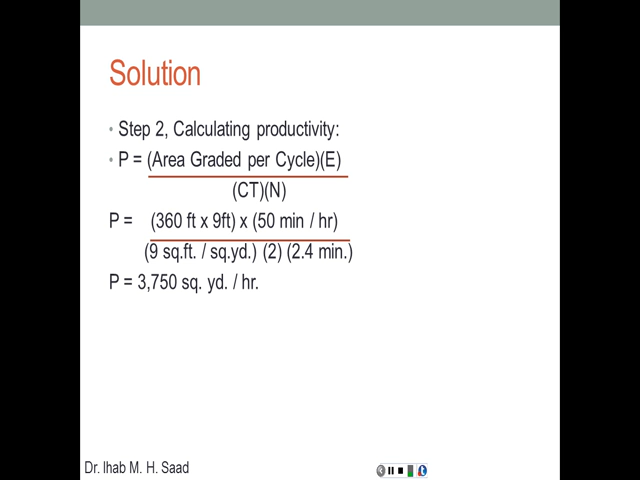 Solution
• Step 2, Calculating productivity:
• P = (Area Graded per Cycle)(E)
(CT)(N)
P = (360 ft x 9ft) x (50 min / hr)
(9 sq.ft. / sq.yd.) (2) (2.4 min.)
P = 3,750 sq. yd. / hr.
Dr. Ihab M. H. Saad